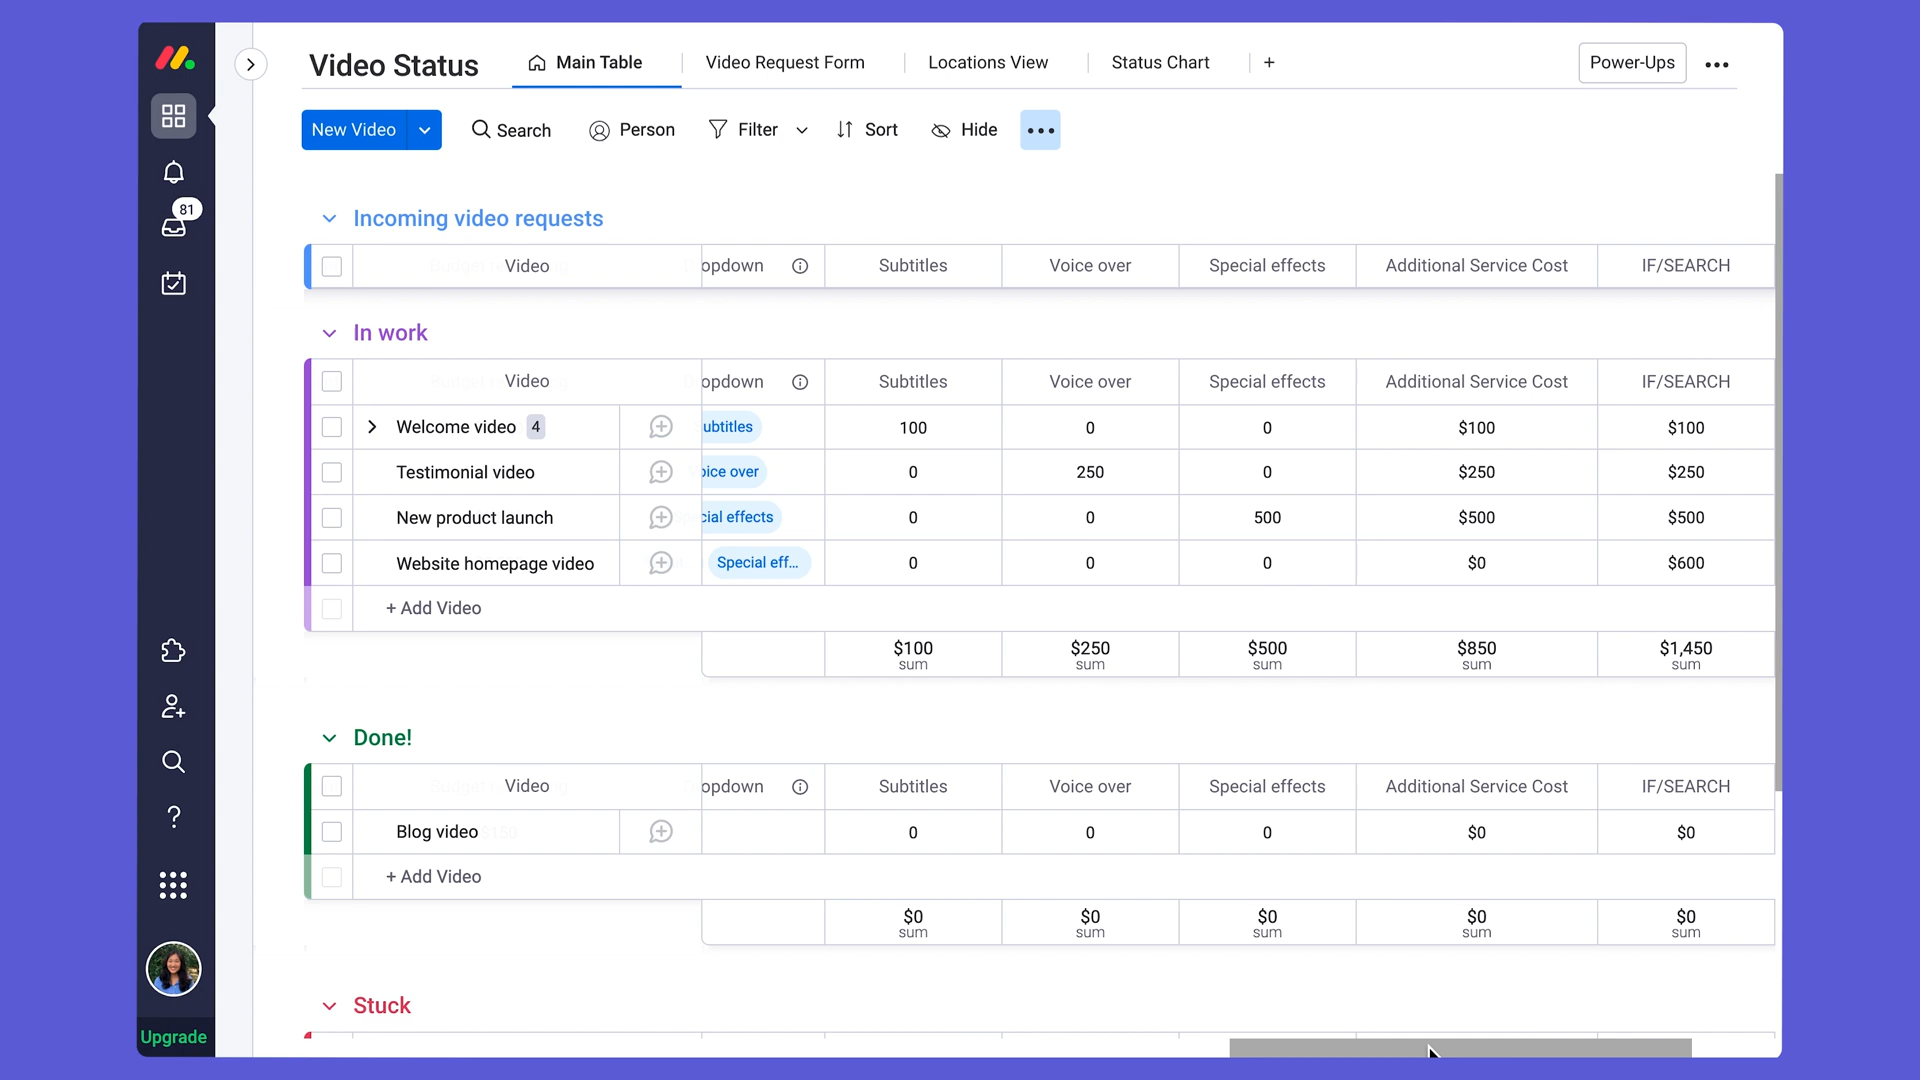 Video Status Main Table Video Request Form Locations View Status Chart + Power-Ups
New Video Search Person Filter Sort Hide
81
Incoming video requests
Video opdown Subtitles Voice over Special effects Additional Service Cost IF/SEARCH
In work
Video opdown Subtitles Voice over Special effects Additional Service Cost IF/SEARCH
Welcome video 4 ubtitles 100 0 0 $100 $100
Testimonial video oice over 0 250 0 $250 $250
New product launch cial effects 0 0 500 $500 $500
Website homepage video Special eff... 0 0 0 $0 $600
+ Add Video
$100 $250 $500 $850 $1,450
sum sum sum sum sum
Done!
Video opdown Subtitles Voice over Special effects Additional Service Cost IF/SEARCH
Blog video $150 0 0 0 $0 $0
+ Add Video
$0 $0 $0 $0 $0
sum sum sum sum sum
Stuck
Upgrade